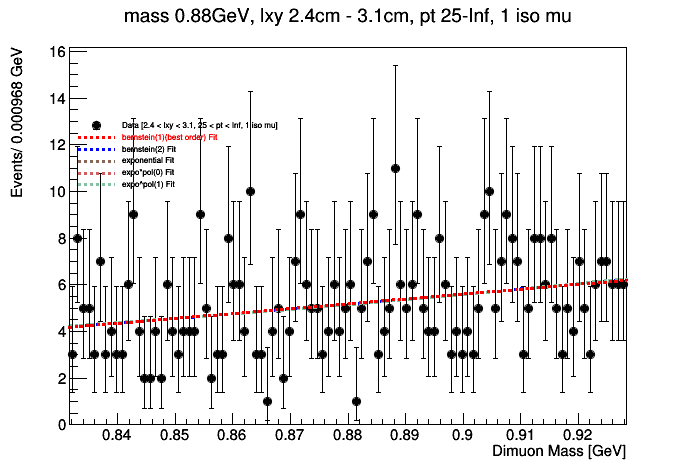 mass 0.88GeV, lxy 2.4cm - 3.1cm, pt 25-Inf, 1 iso mu
Events/ 0.000968 GeV
16
14
12
10
8
6
4
2
0
Data [2.4 < lxy < 3.1, 25 < pt < Inf, 1 iso mu]
bernstein(1)(best order) Fit
bernstein(2) Fit
exponential Fit
expo*pol(0) Fit
expo*pol(1) Fit
0.84 0.85 0.86 0.87 0.88 0.89 0.9 0.91 0.92
Dimuon Mass [GeV]